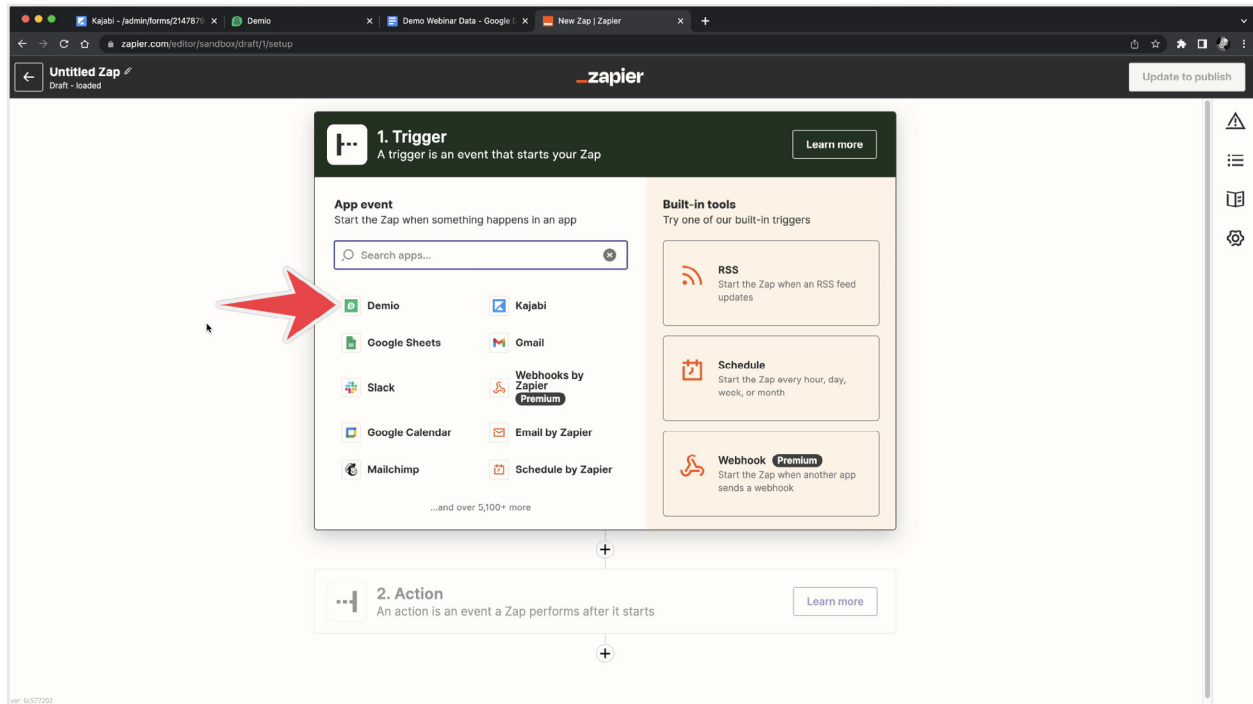 Kajabi - /admin/forms/2147879
Demio
Demo Webinar Data - Google
New Zap | Zapier
zapier.com/editor/sandbox/draft/1/setup
Untitled Zap
Draft - loaded
_zapier
Update to publish
1. Trigger
A trigger is an event that starts your Zap
Learn more
App event
Start the Zap when something happens in an app
Search apps...
Demio
Kajabi
Google Sheets
Gmail
Slack
Webhooks by
Zapier
Premium
Google Calendar
Email by Zapier
Mailchimp
Schedule by Zapier
...and over 5,100+ more
Built-in tools
Try one of our built-in triggers
RSS
Start the Zap when an RSS feed
updates
Schedule
Start the Zap every hour, day,
week, or month
Webhook Premium
Start the Zap when another app
sends a webhook
2. Action
An action is an event a Zap performs after it starts
Learn more
ver. 6c577202